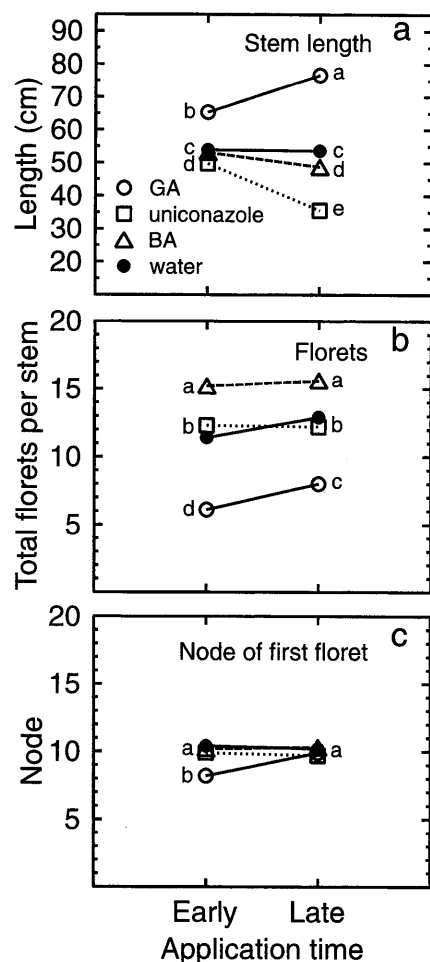 90
80
70
60
50
40
30
20
10
Length (cm)
Stem length
a
b
a
c
c
d
d
e
GA
uniconazole
BA
water
20
15
10
5
Total florets per stem
Florets
b
a
a
b
b
d
c
20
15
10
5
Node
Node of first floret
c
a
a
b
Early
Late
Application time